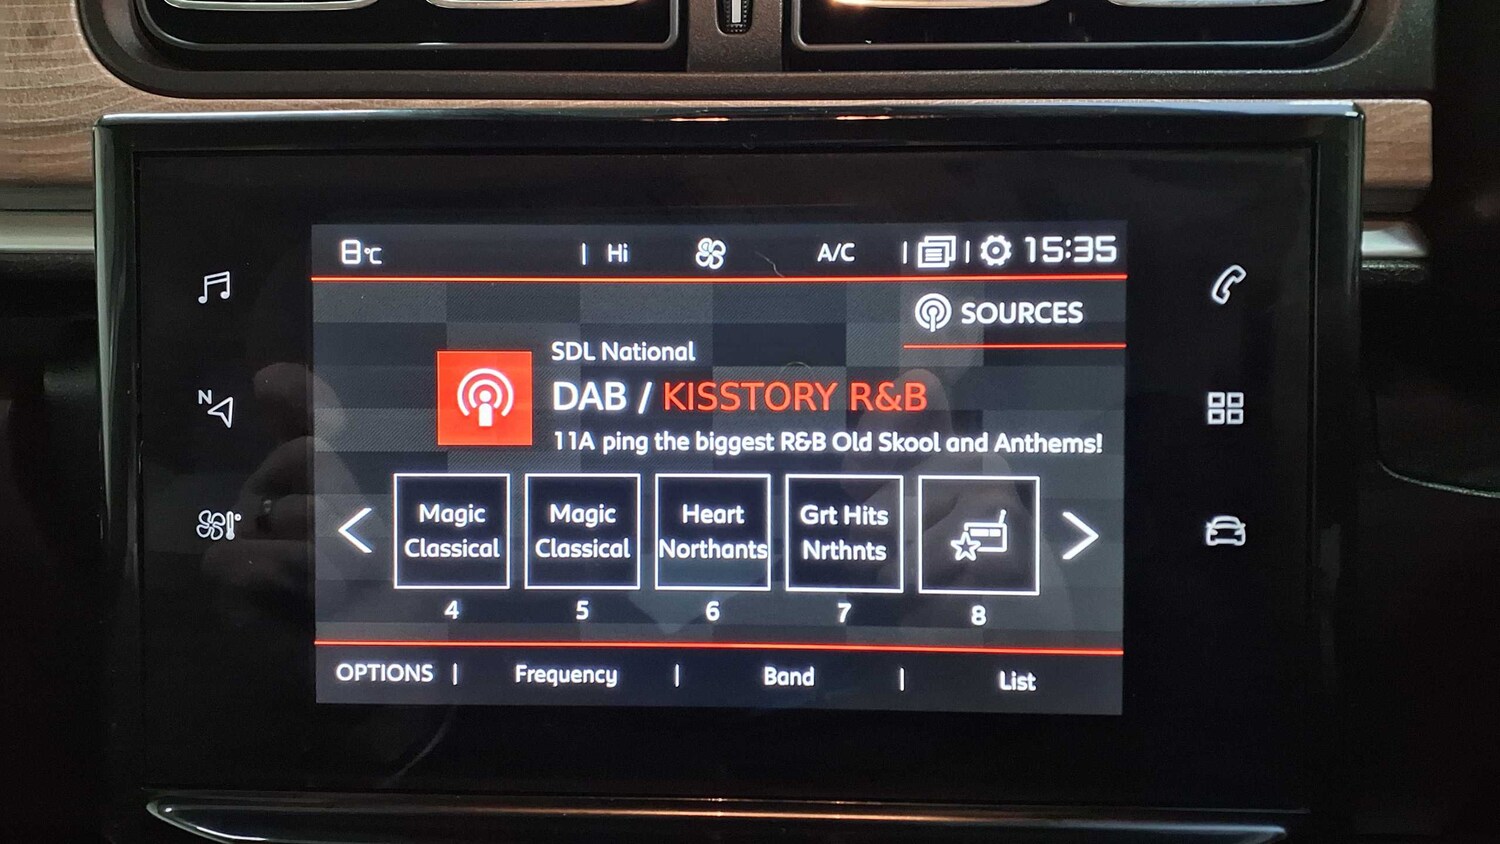 8°C | Hi A/C | | 15:35
SOURCES
SDL National
DAB / KISSTORY R&B
11A ping the biggest R&B Old Skool and Anthems!
N
Magic Classical
Magic Classical
Heart Northants
Grt Hits Nrthnts
4 5 6 7 8
OPTIONS | Frequency | Band | List